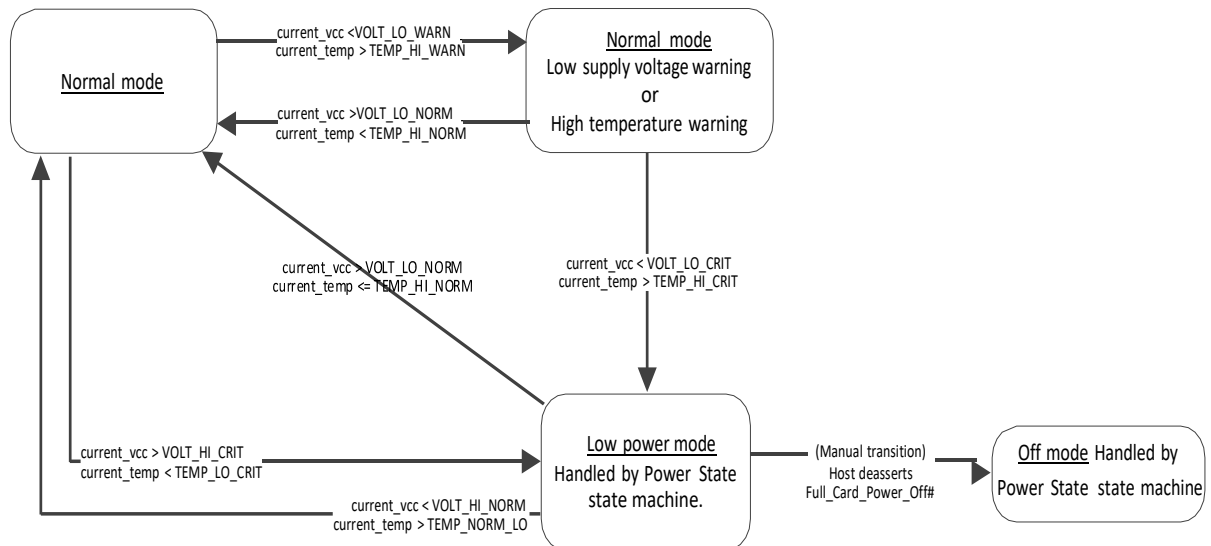 current_vcc <VOLT_LO_WARN
current_temp > TEMP_HI_WARN
Normal mode
Normal mode
Low supply voltage warning
or
High temperature warning
current_vcc >VOLT_LO_NORM
current_temp < TEMP_HI_NORM
current_vcc > VOLT_LO_NORM
current_temp <= TEMP_HI_NORM
current_vcc < VOLT_LO_CRIT
current_temp > TEMP_HI_CRIT
current_vcc > VOLT_HI_CRIT
current_temp < TEMP_LO_CRIT
current_vcc < VOLT_HI_NORM
current_temp > TEMP_NORM_LO
Low power mode
Handled by Power State
state machine.
(Manual transition)
Host deasserts
Full_Card_Power_Off#
Off mode Handled by
Power State state machine